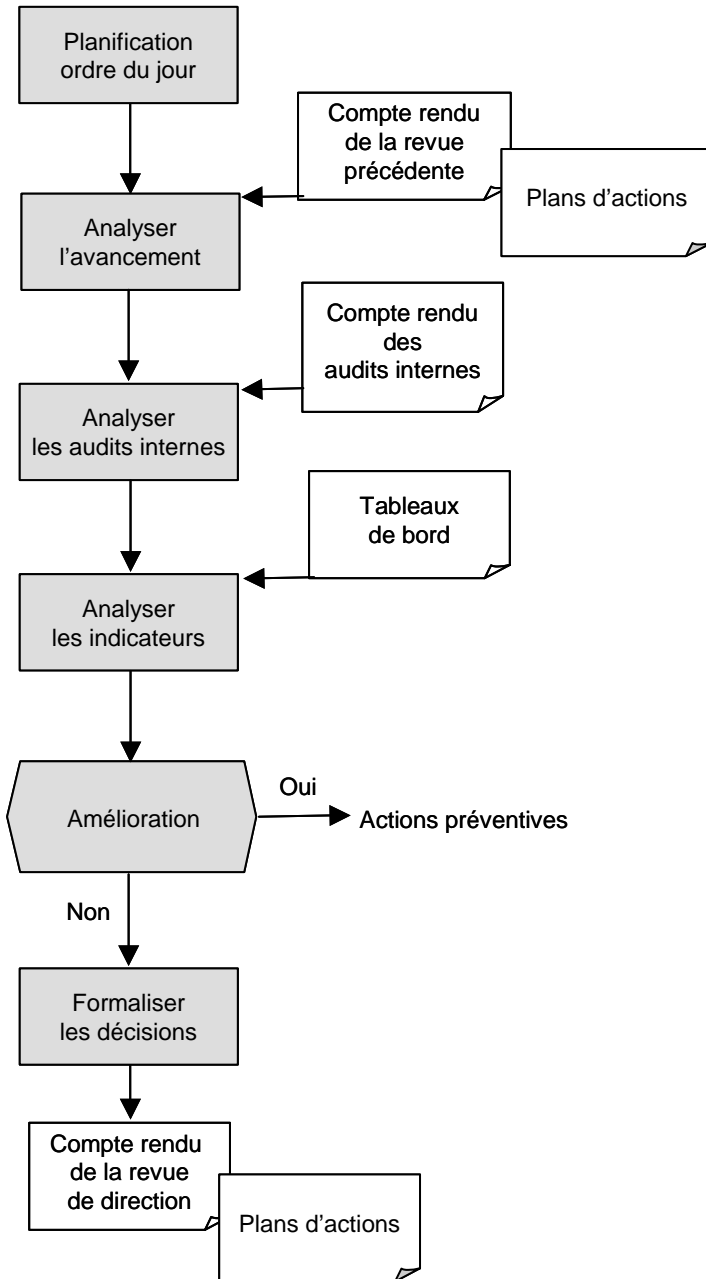 Planification
ordre du jour
Compte rendu
de la revue
précédente
Plans d'actions
Analyser
l'avancement
Compte rendu
des
audits internes
Analyser
les audits internes
Tableaux
de bord
Analyser
les indicateurs
Oui
Amélioration
Actions préventives
Non
Formaliser
les décisions
Compte rendu
de la revue
de direction
Plans d'actions